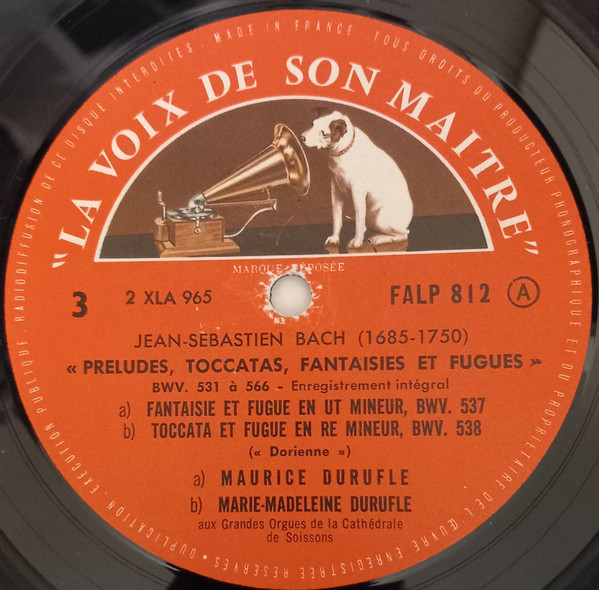 DUPLICATION, EXÉCUTION PUBLIQUE, RADIODIFFUSION DE CE DISQUE INTERDITES. MADE IN FRANCE. TOUS DROITS DU PRODUCTEUR PHONOGRAPHIQUE ET DU PROPRIÉTAIRE DE L'ŒUVRE ENREGISTRÉE RÉSERVÉS •
"LA VOIX DE SON MAITRE"
MARQUE DÉPOSÉE
3 2 XLA 965 FALP 812 A
JEAN-SEBASTIEN BACH (1685-1750)
« PRELUDES, TOCCATAS, FANTAISIES ET FUGUES »
BWV. 531 à 566 - Enregistrement intégral
a) FANTAISIE ET FUGUE EN UT MINEUR, BWV. 537
b) TOCCATA ET FUGUE EN RE MINEUR, BWV. 538
(« Dorienne »)
a) MAURICE DURUFLE
b) MARIE-MADELEINE DURUFLE
aux Grandes Orgues de la Cathédrale
de Soissons